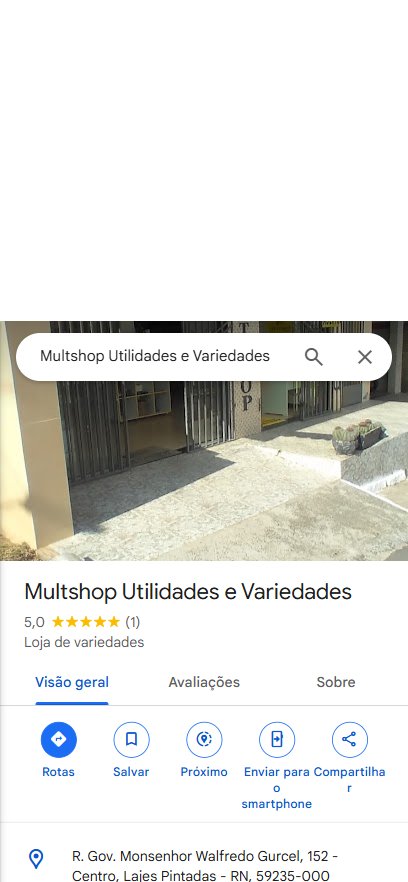 Multshop Utilidades e Variedades
T
O
P
Multshop Utilidades e Variedades
5,0 (1)
Loja de variedades
Visão geral Avaliações Sobre
Rotas Salvar Próximo Enviar para o smartphone Compartilhar
R. Gov. Monsenhor Walfredo Gurcel, 152 -
Centro, Lajes Pintadas - RN, 59235-000